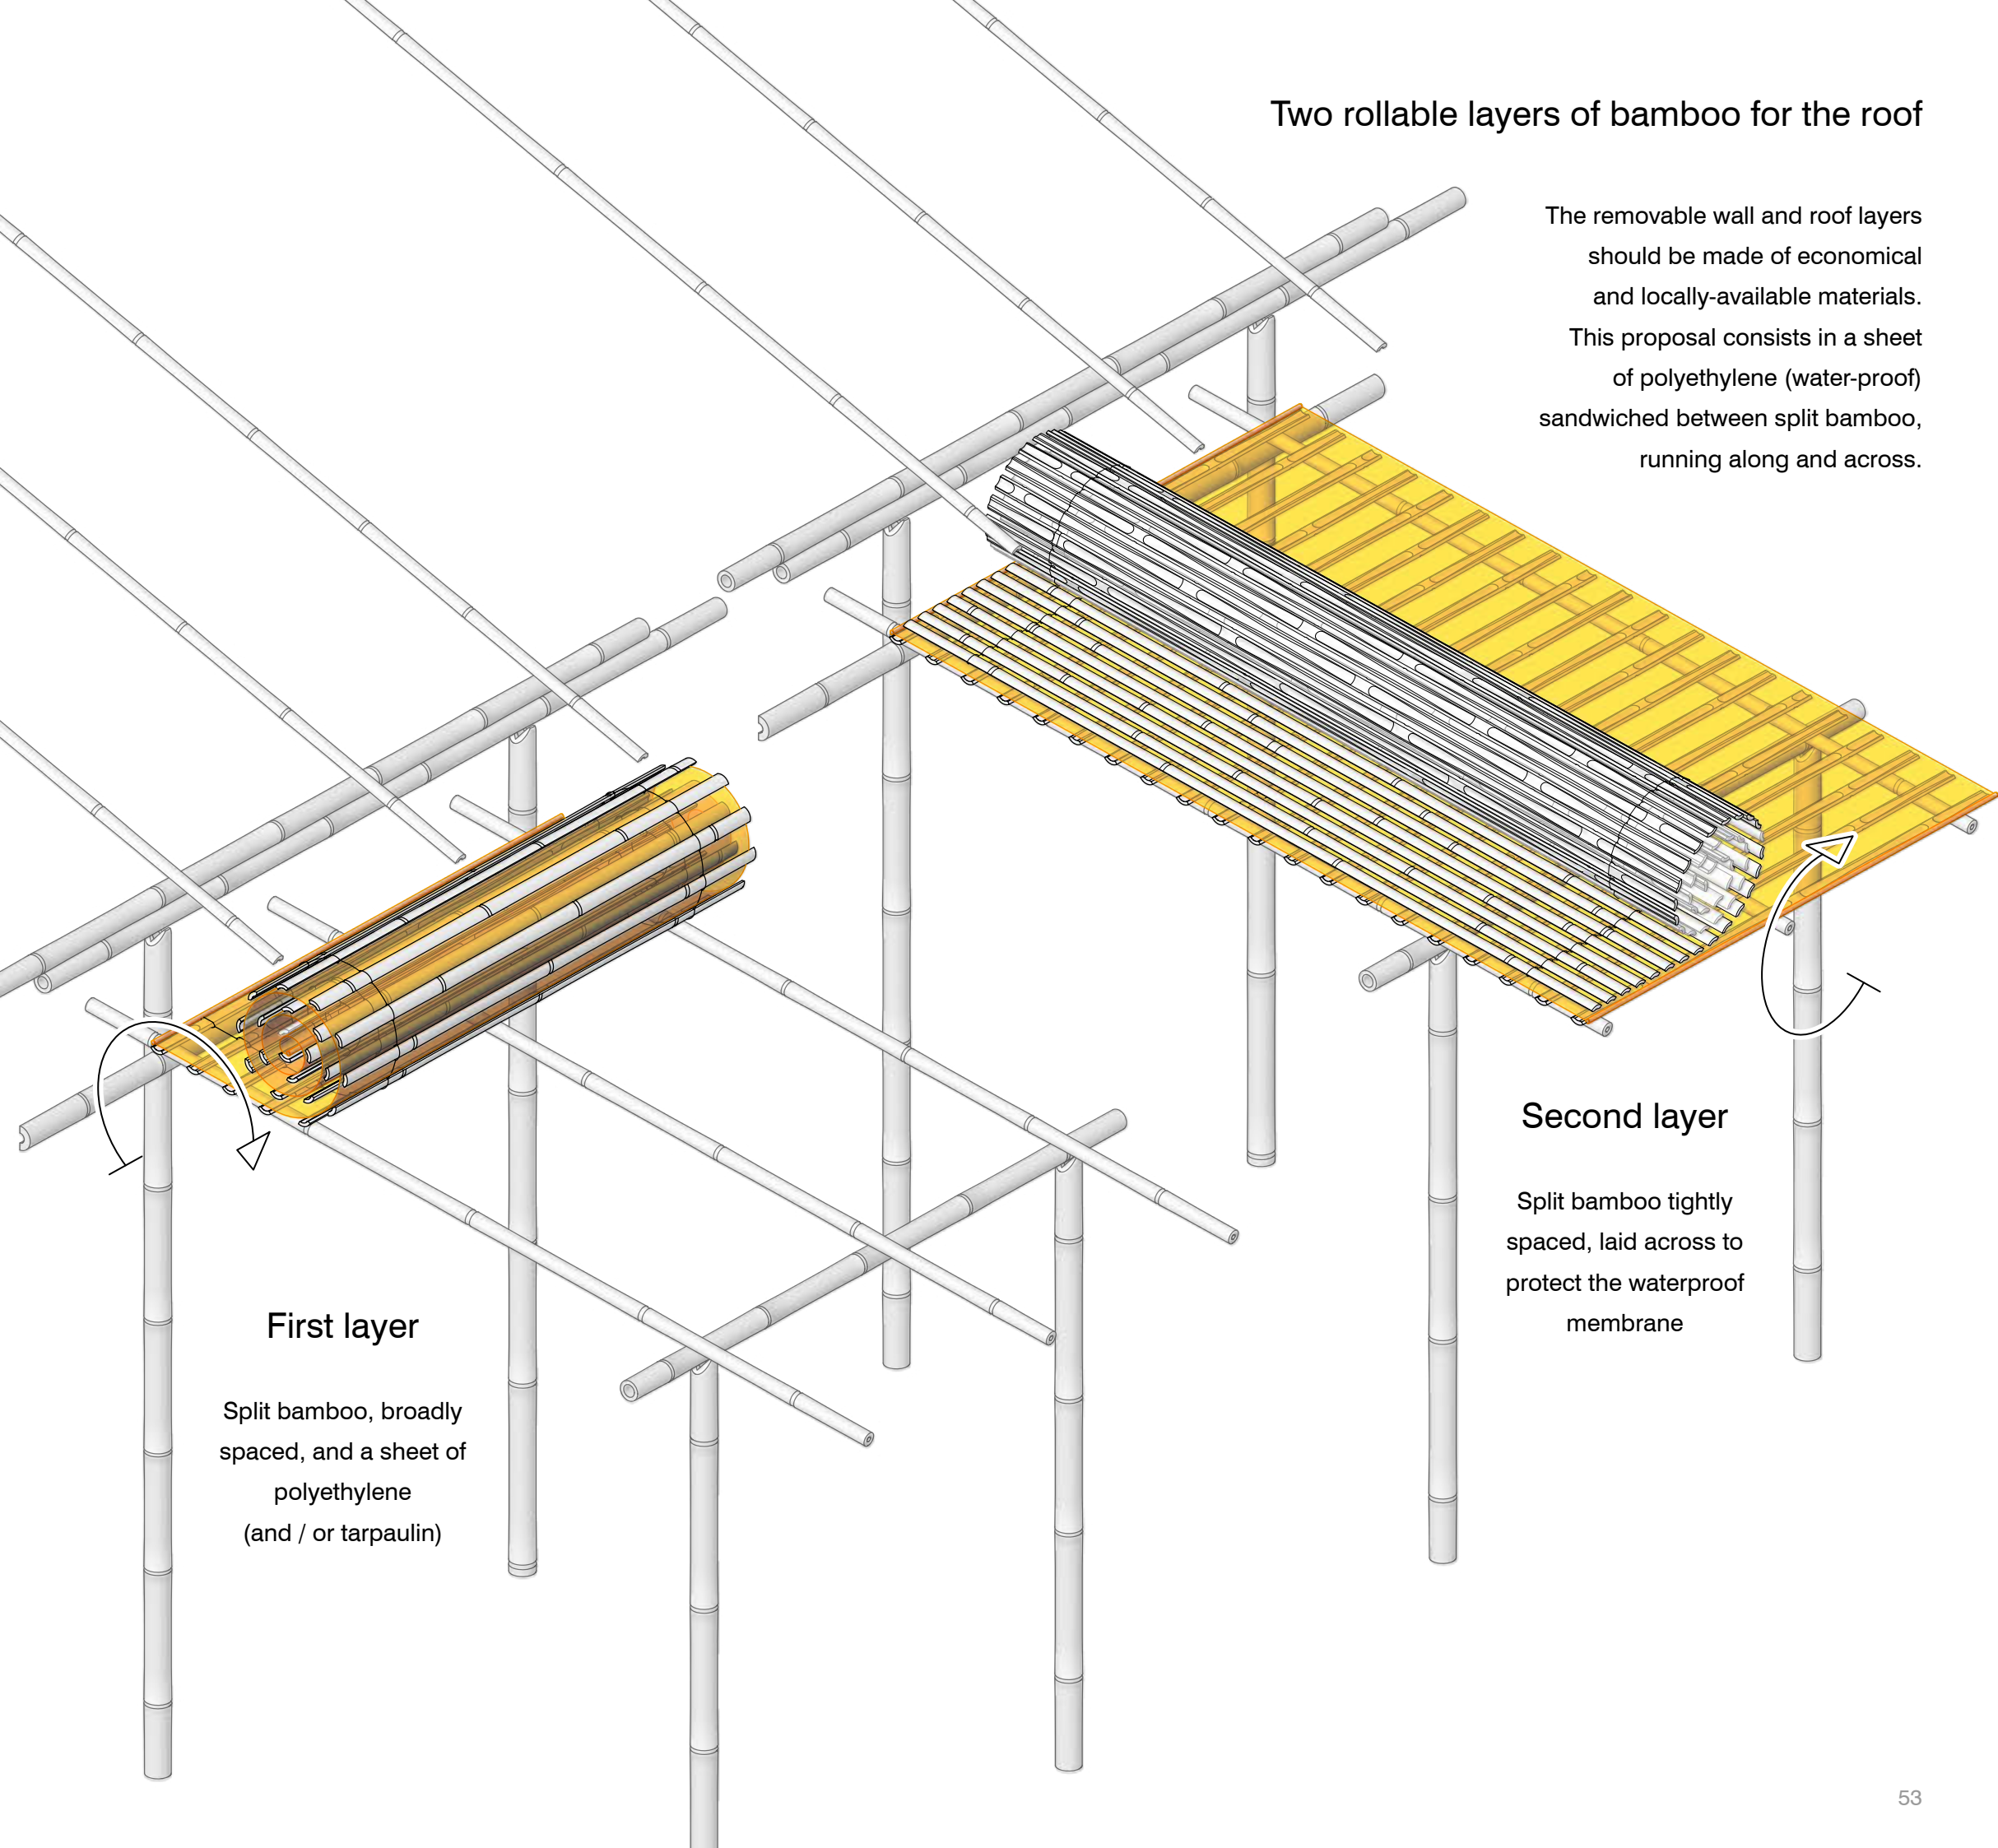 Two rollable layers of bamboo for the roof
The removable wall and roof layers
should be made of economical
and locally-available materials.
This proposal consists in a sheet
of polyethylene (water-proof)
sandwiched between split bamboo,
running along and across.
Second layer
Split bamboo tightly
spaced, laid across to
protect the waterproof
membrane
First layer
Split bamboo, broadly
spaced, and a sheet of
polyethylene
(and / or tarpaulin)
53